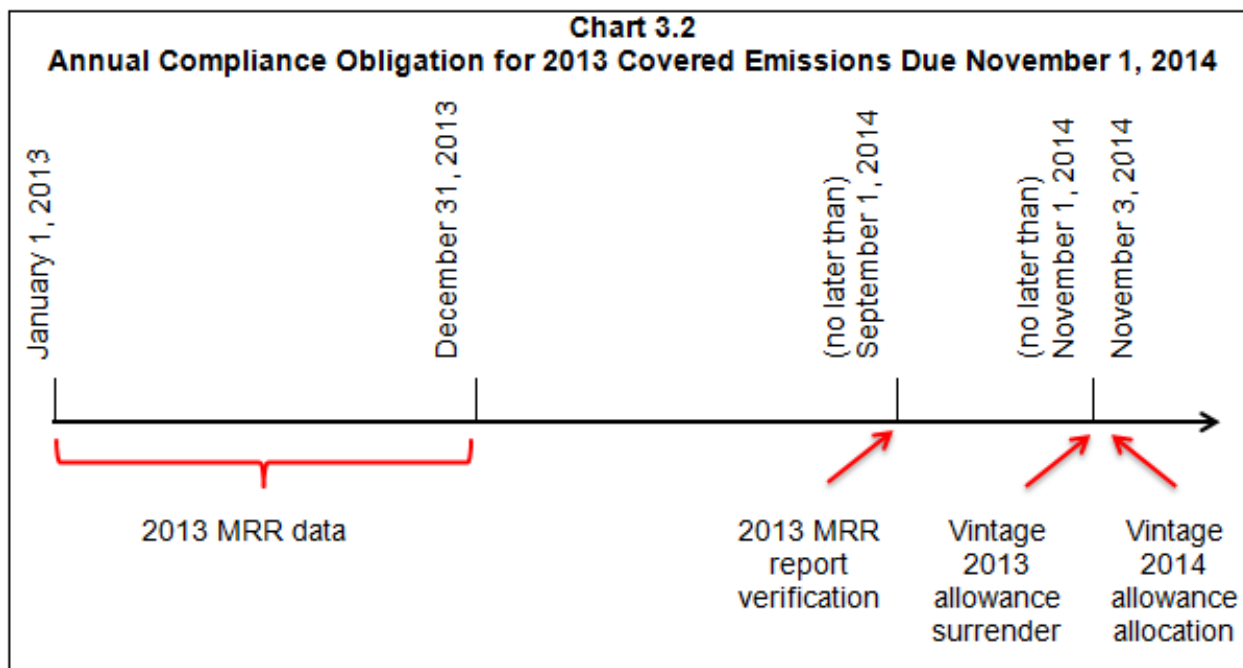 Chart 3.2
Annual Compliance Obligation for 2013 Covered Emissions Due November 1, 2014
January 1, 2013
December 31, 2013
(no later than)
September 1, 2014
(no later than)
November 1, 2014
November 3, 2014
2013 MRR data
2013 MRR
report
verification
Vintage
2013
allowance
surrender
Vintage
2014
allowance
allocation